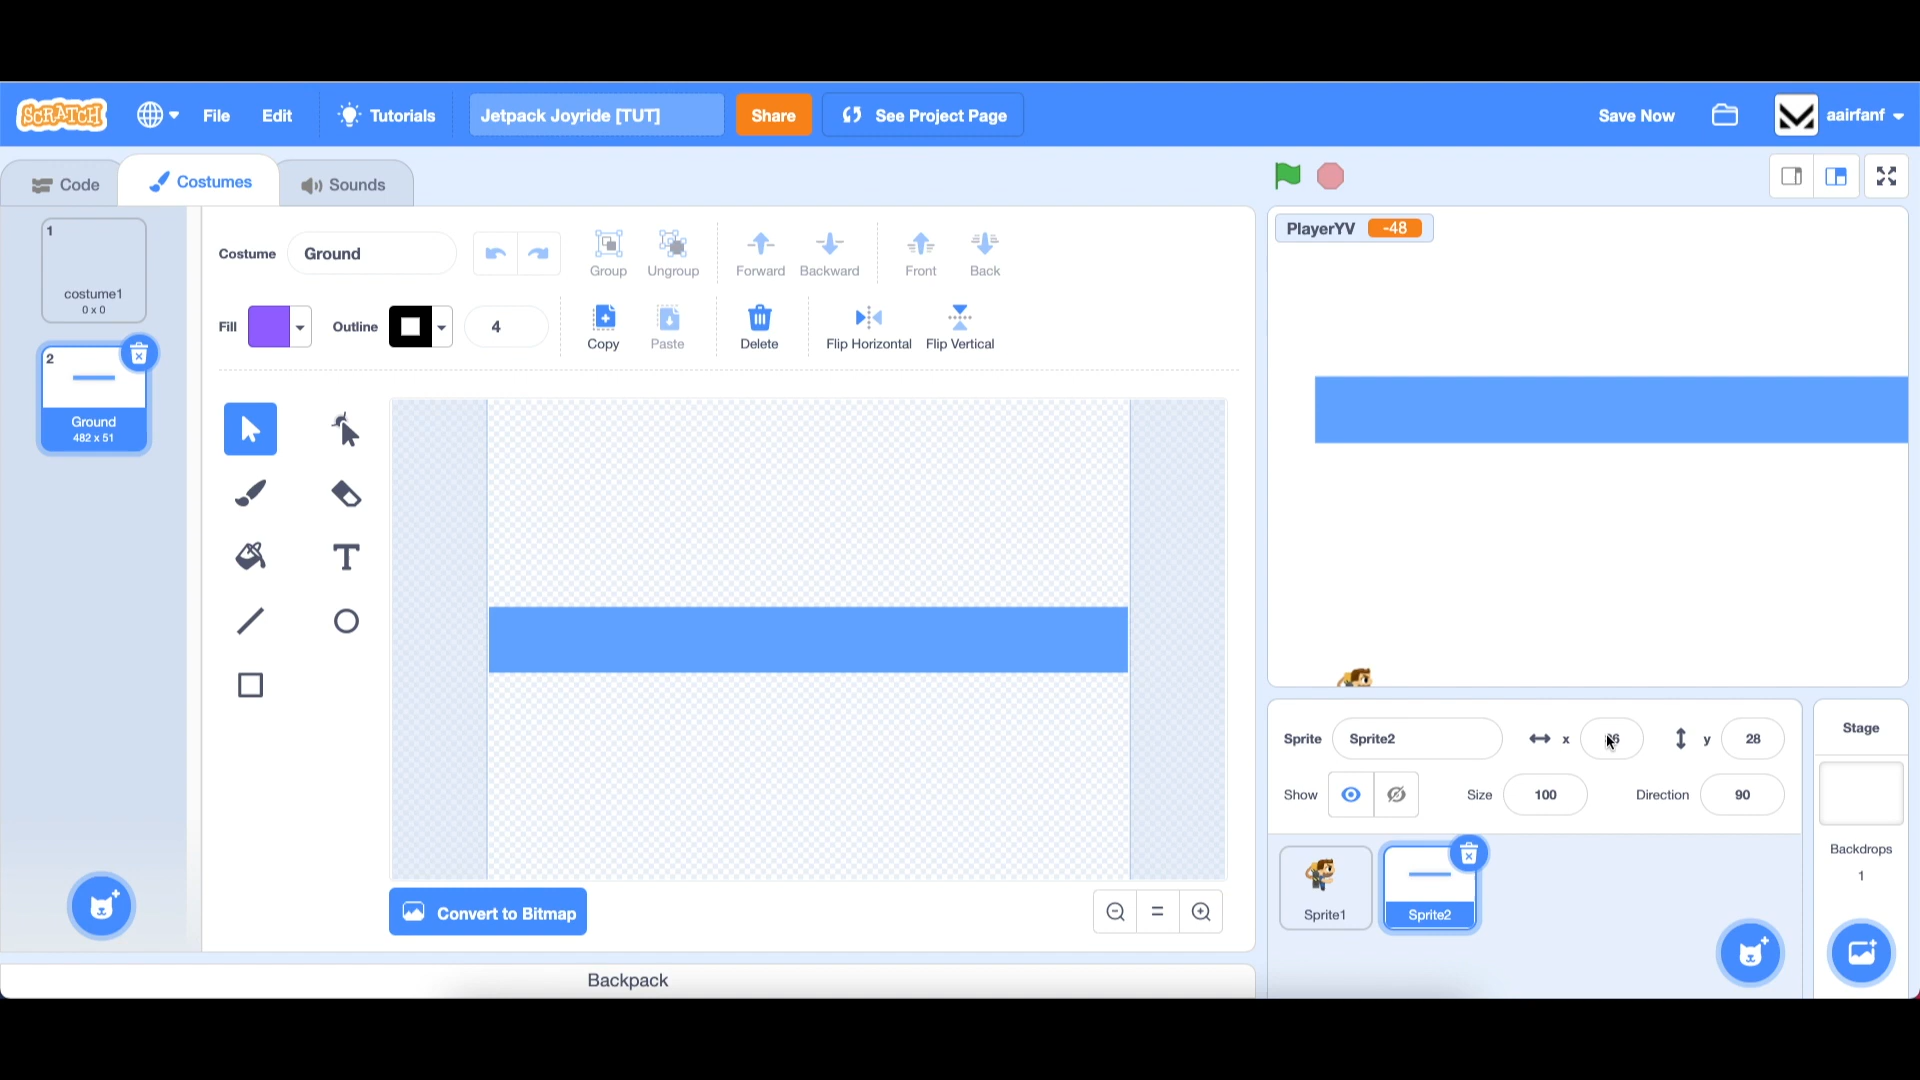 SCRATCH File Edit Tutorials Jetpack Joyride [TUT] Share See Project Page Save Now aairfanf
Code Costumes Sounds
1
costume1
0 x 0
2
Ground
482 x 51
Costume Ground Group Ungroup Forward Backward Front Back
Fill Outline 4 Copy Paste Delete Flip Horizontal Flip Vertical
T
Convert to Bitmap
Backpack
PlayerYV -48
Sprite Sprite2 x y 28
Show Size 100 Direction 90
Sprite1 Sprite2
Stage
Backdrops
1